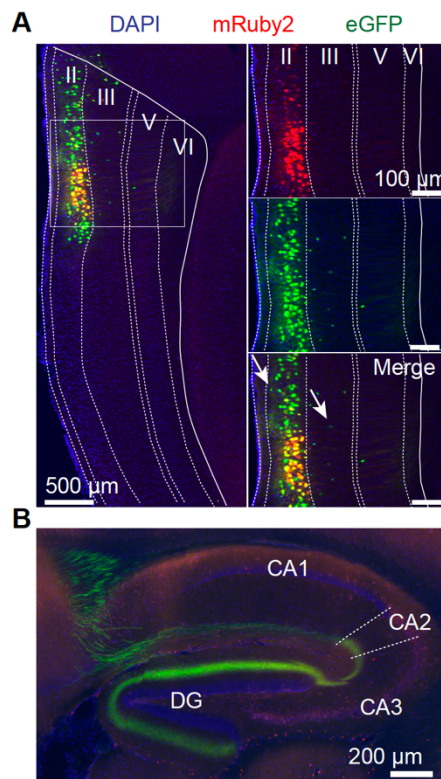 A DAPI mRuby2 eGFP
II III V VI
II III V VI
100 µm
Merge
500 µm
B
CA1
CA2
DG
CA3
200 µm